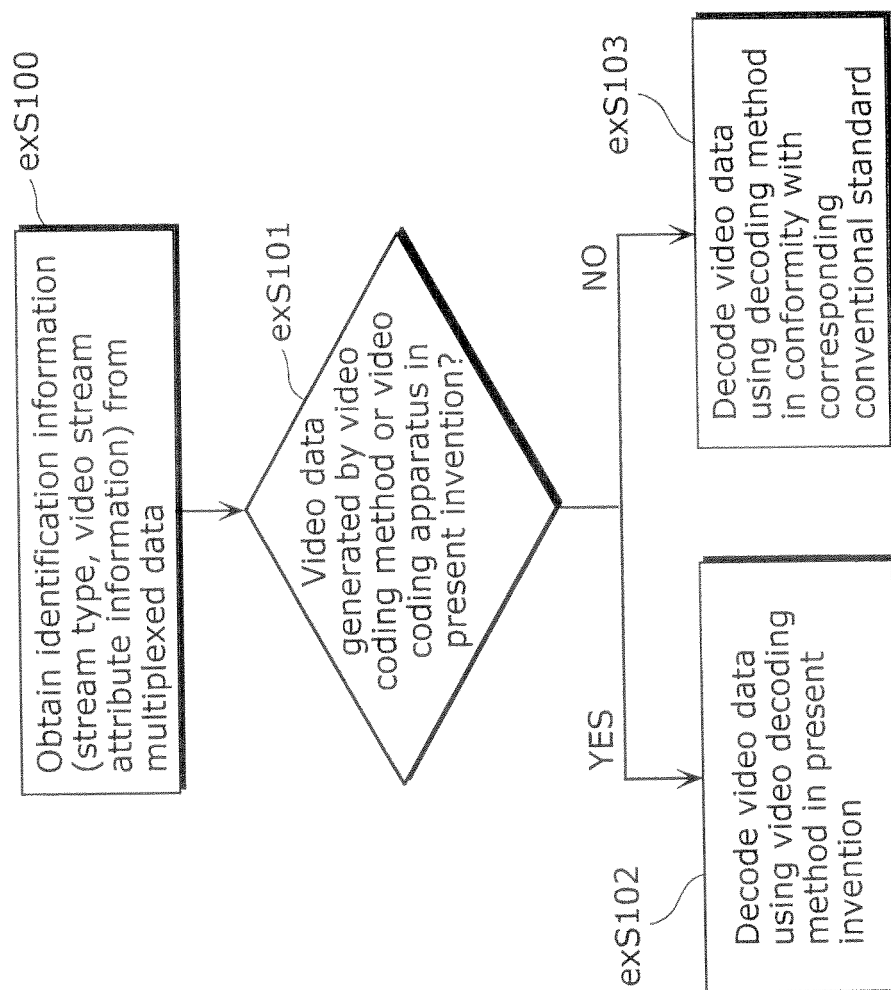 exS100
Obtain identification information
(stream type, video stream
attribute information) from
multiplexed data
exS101
Video data
generated by video
coding method or video
coding apparatus in
present invention?
YES
NO
exS102
Decode video data
using video decoding
method in present
invention
exS103
Decode video data
using decoding method
in conformity with
corresponding
conventional standard